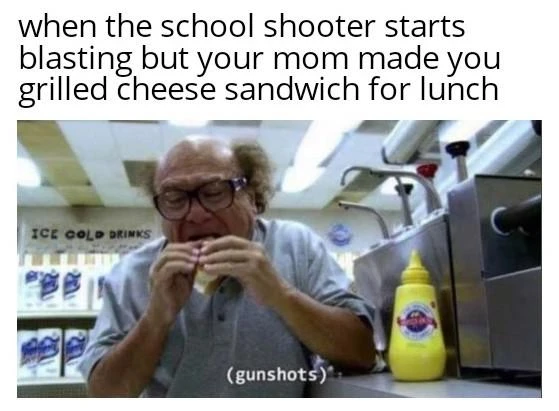 when the school shooter starts
blasting but your mom made you
grilled cheese sandwich for lunch
ICE COLD DRINKS
(gunshots)